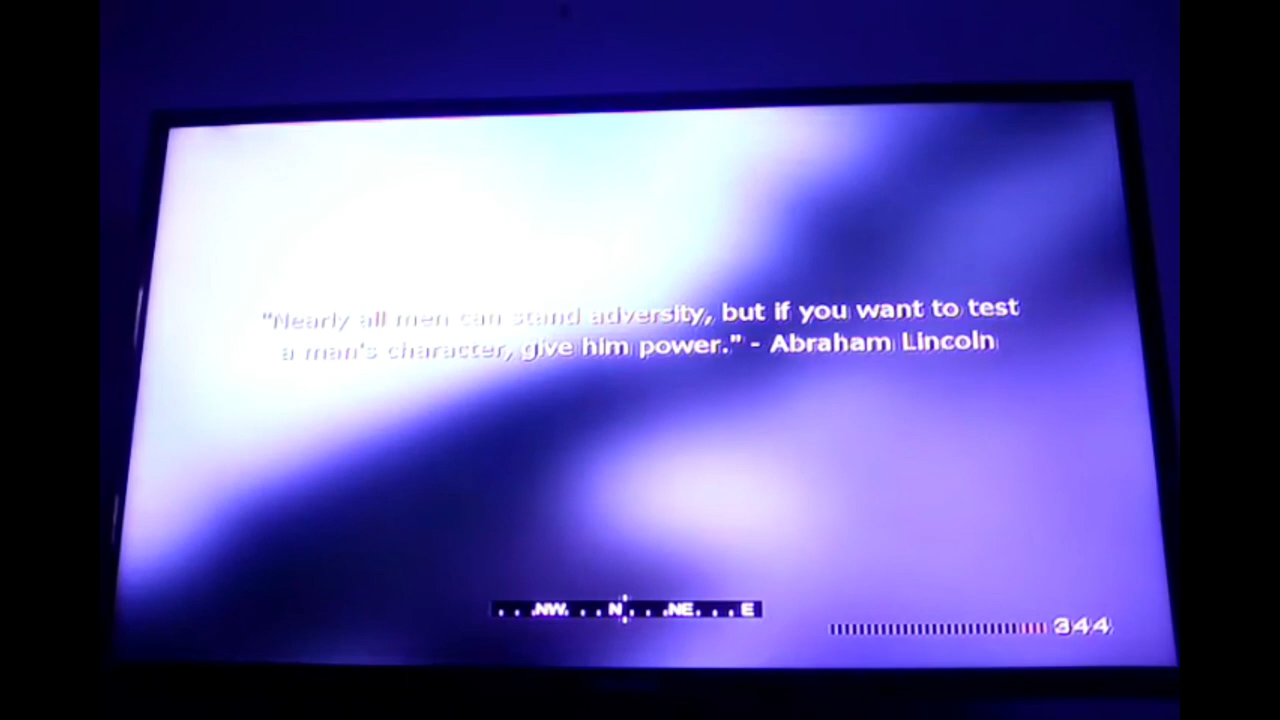 "Nearly all men can stand adversity, but if you want to test
a man's character, give him power." - Abraham Lincoln
. . .NW. . . N . . .NE. . . E
344